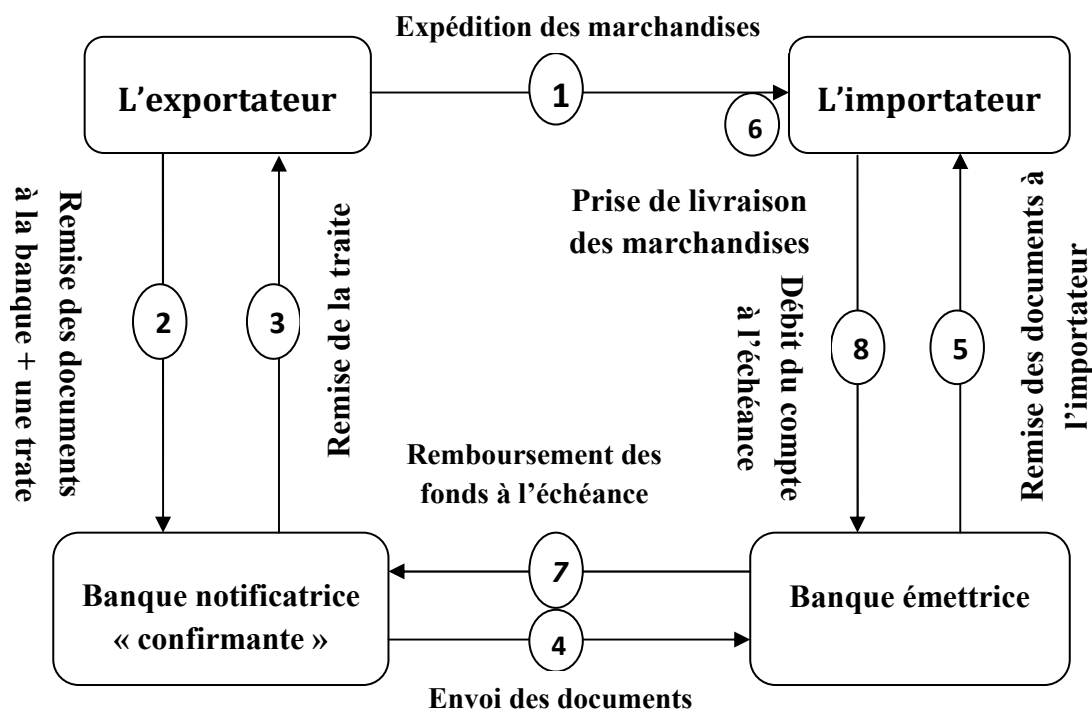 Expédition des marchandises
L'exportateur
1
L'importateur
6
Remise des documents
à la banque + une trate
2
3
Remise de la traite
Prise de livraison
des marchandises
Débit du compte
à l'échéance
8
5
Remise des documents à
l'importateur
Remboursement des
fonds à l'échéance
7
Banque notificatrice
« confirmante »
Banque émettrice
4
Envoi des documents